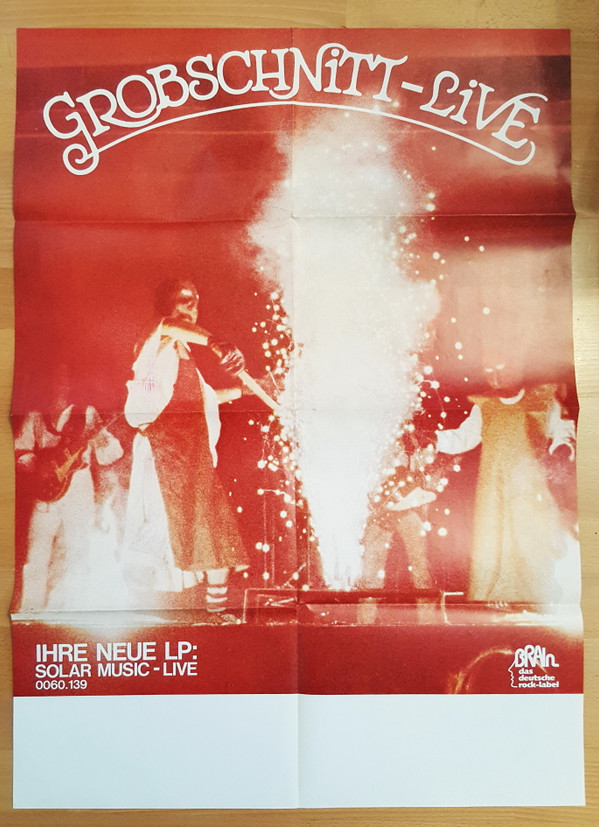 GROBSCHNiTT-LiVE
IHRE NEUE LP:
SOLAR MUSIC - LIVE
0060.139
BRAIn
das
deutsche
rock-label